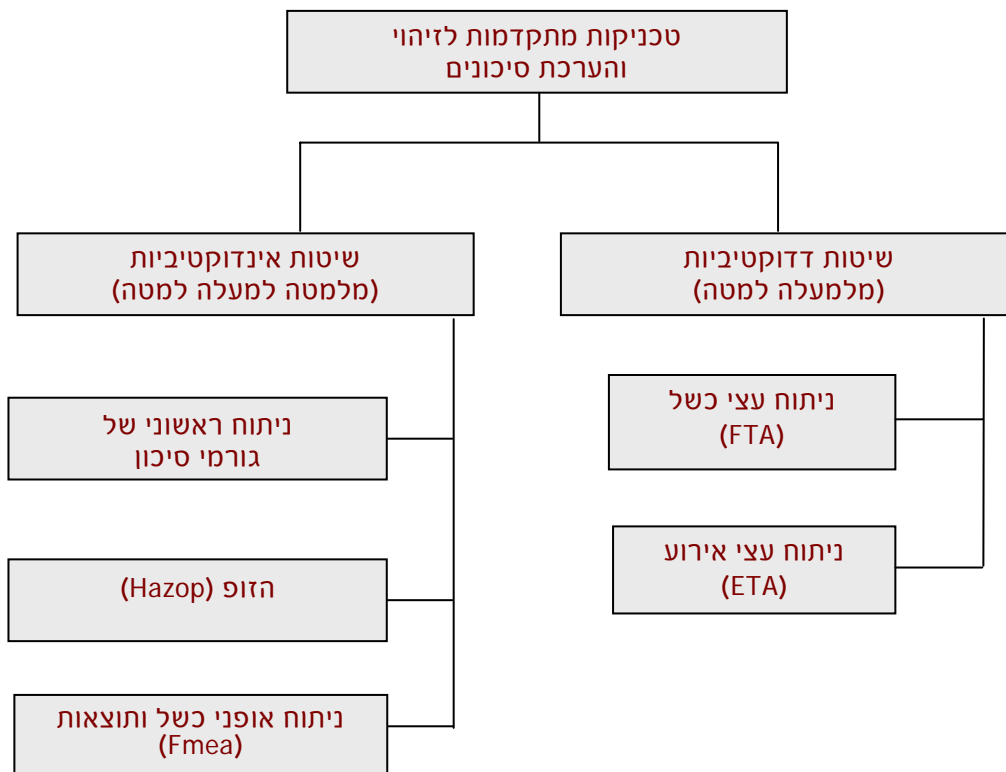 טכניקות מתקדמות לזיהוי
והערכת סיכונים
שיטות דדוקטיביות
(מלמעלה למטה)
שיטות אינדוקטיביות
(מלמטה למעלה למטה)
ניתוח עצי כשל
(FTA)
ניתוח עצי אירוע
(ETA)
ניתוח ראשוני של
גורמי סיכון
הזופ (Hazop)
ניתוח אופני כשל ותוצאות
(Fmea)